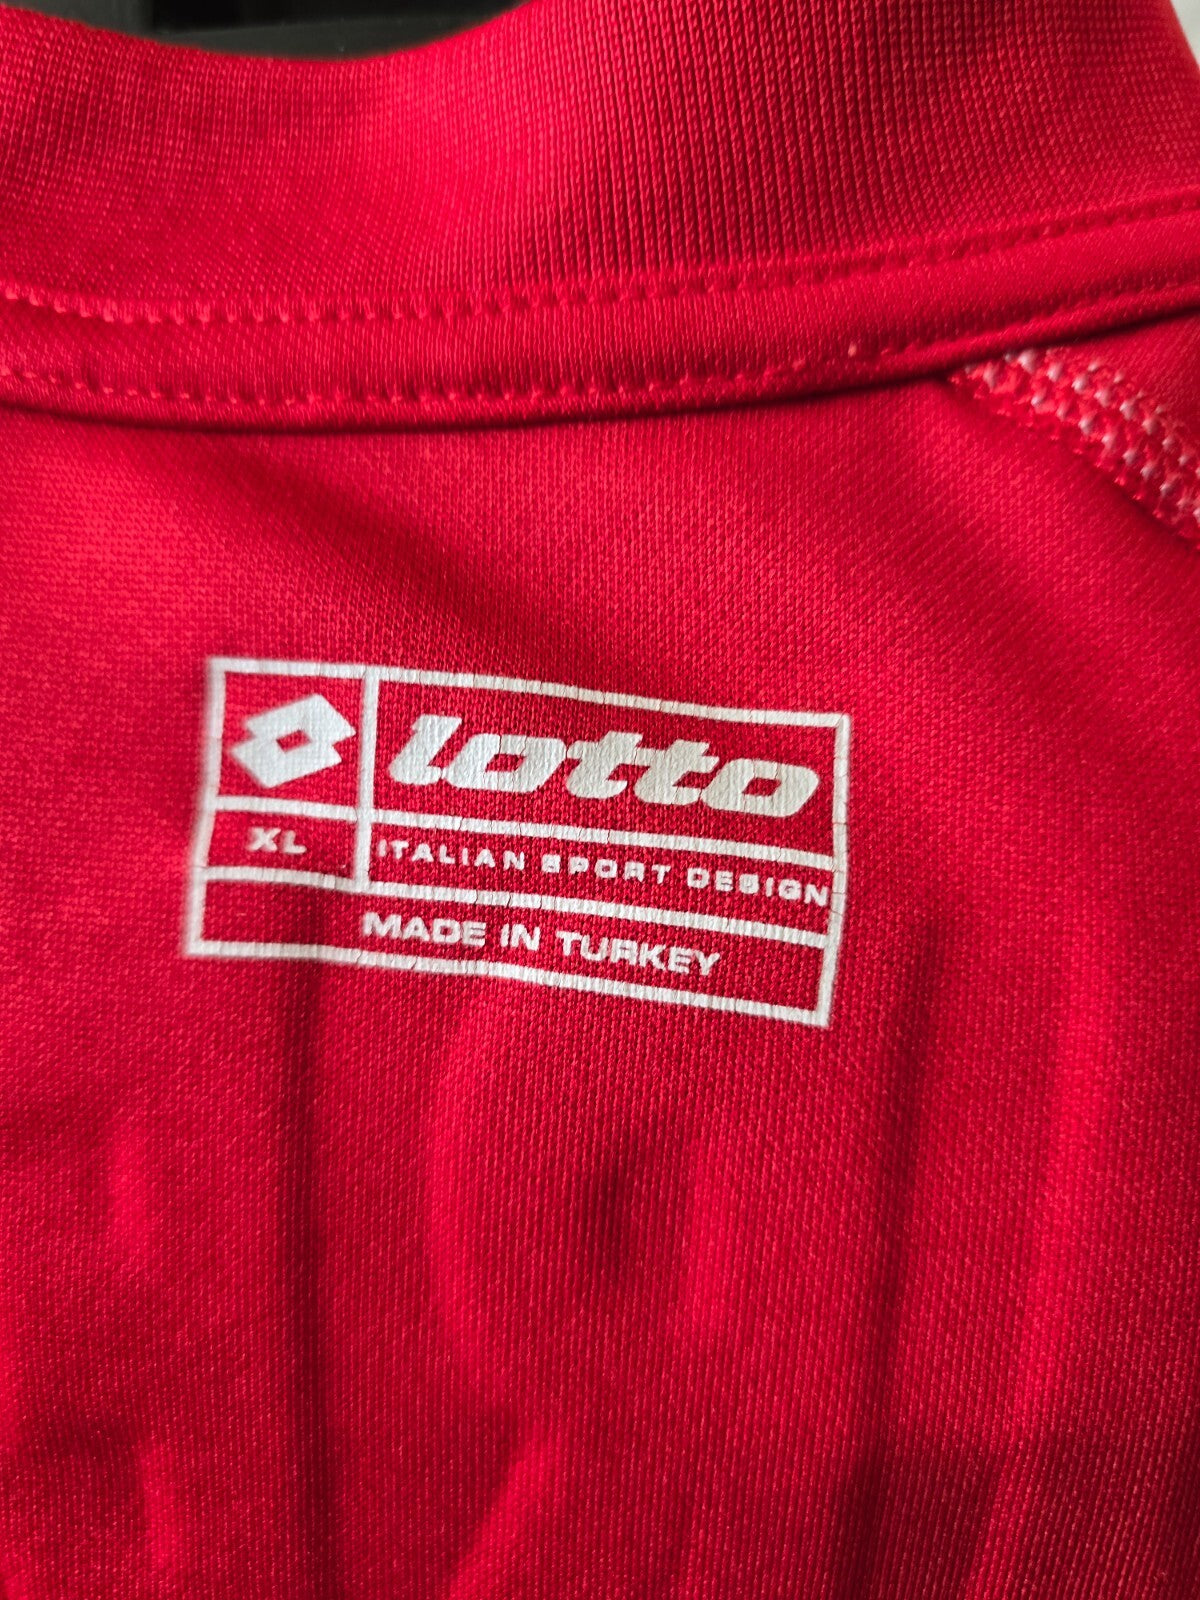 lotto
XL
ITALIAN SPORT DESIGN
MADE IN TURKEY